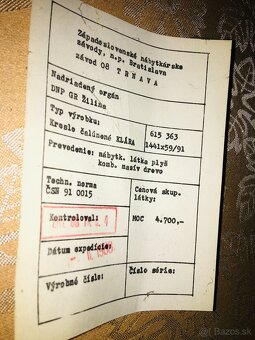 Západoslovenské nábytkárske
závody, n.p. Bratislava
závod 08 TRNAVA
Nadriadený orgán
DNP GR Žilina
Typ výrobku: 615 363
Kreslo čalúnené KLÁRA 1441x59/91
Prevedenie: nábytk. látka plyš
komb. masív drevo
Techn. norma
ČSN 91 0015
Cenová skup.
látky:
Kontroloval:
MOC 4.700,-
Dátum expedície:
Výrobné číslo:
Číslo série:
bazos.sk